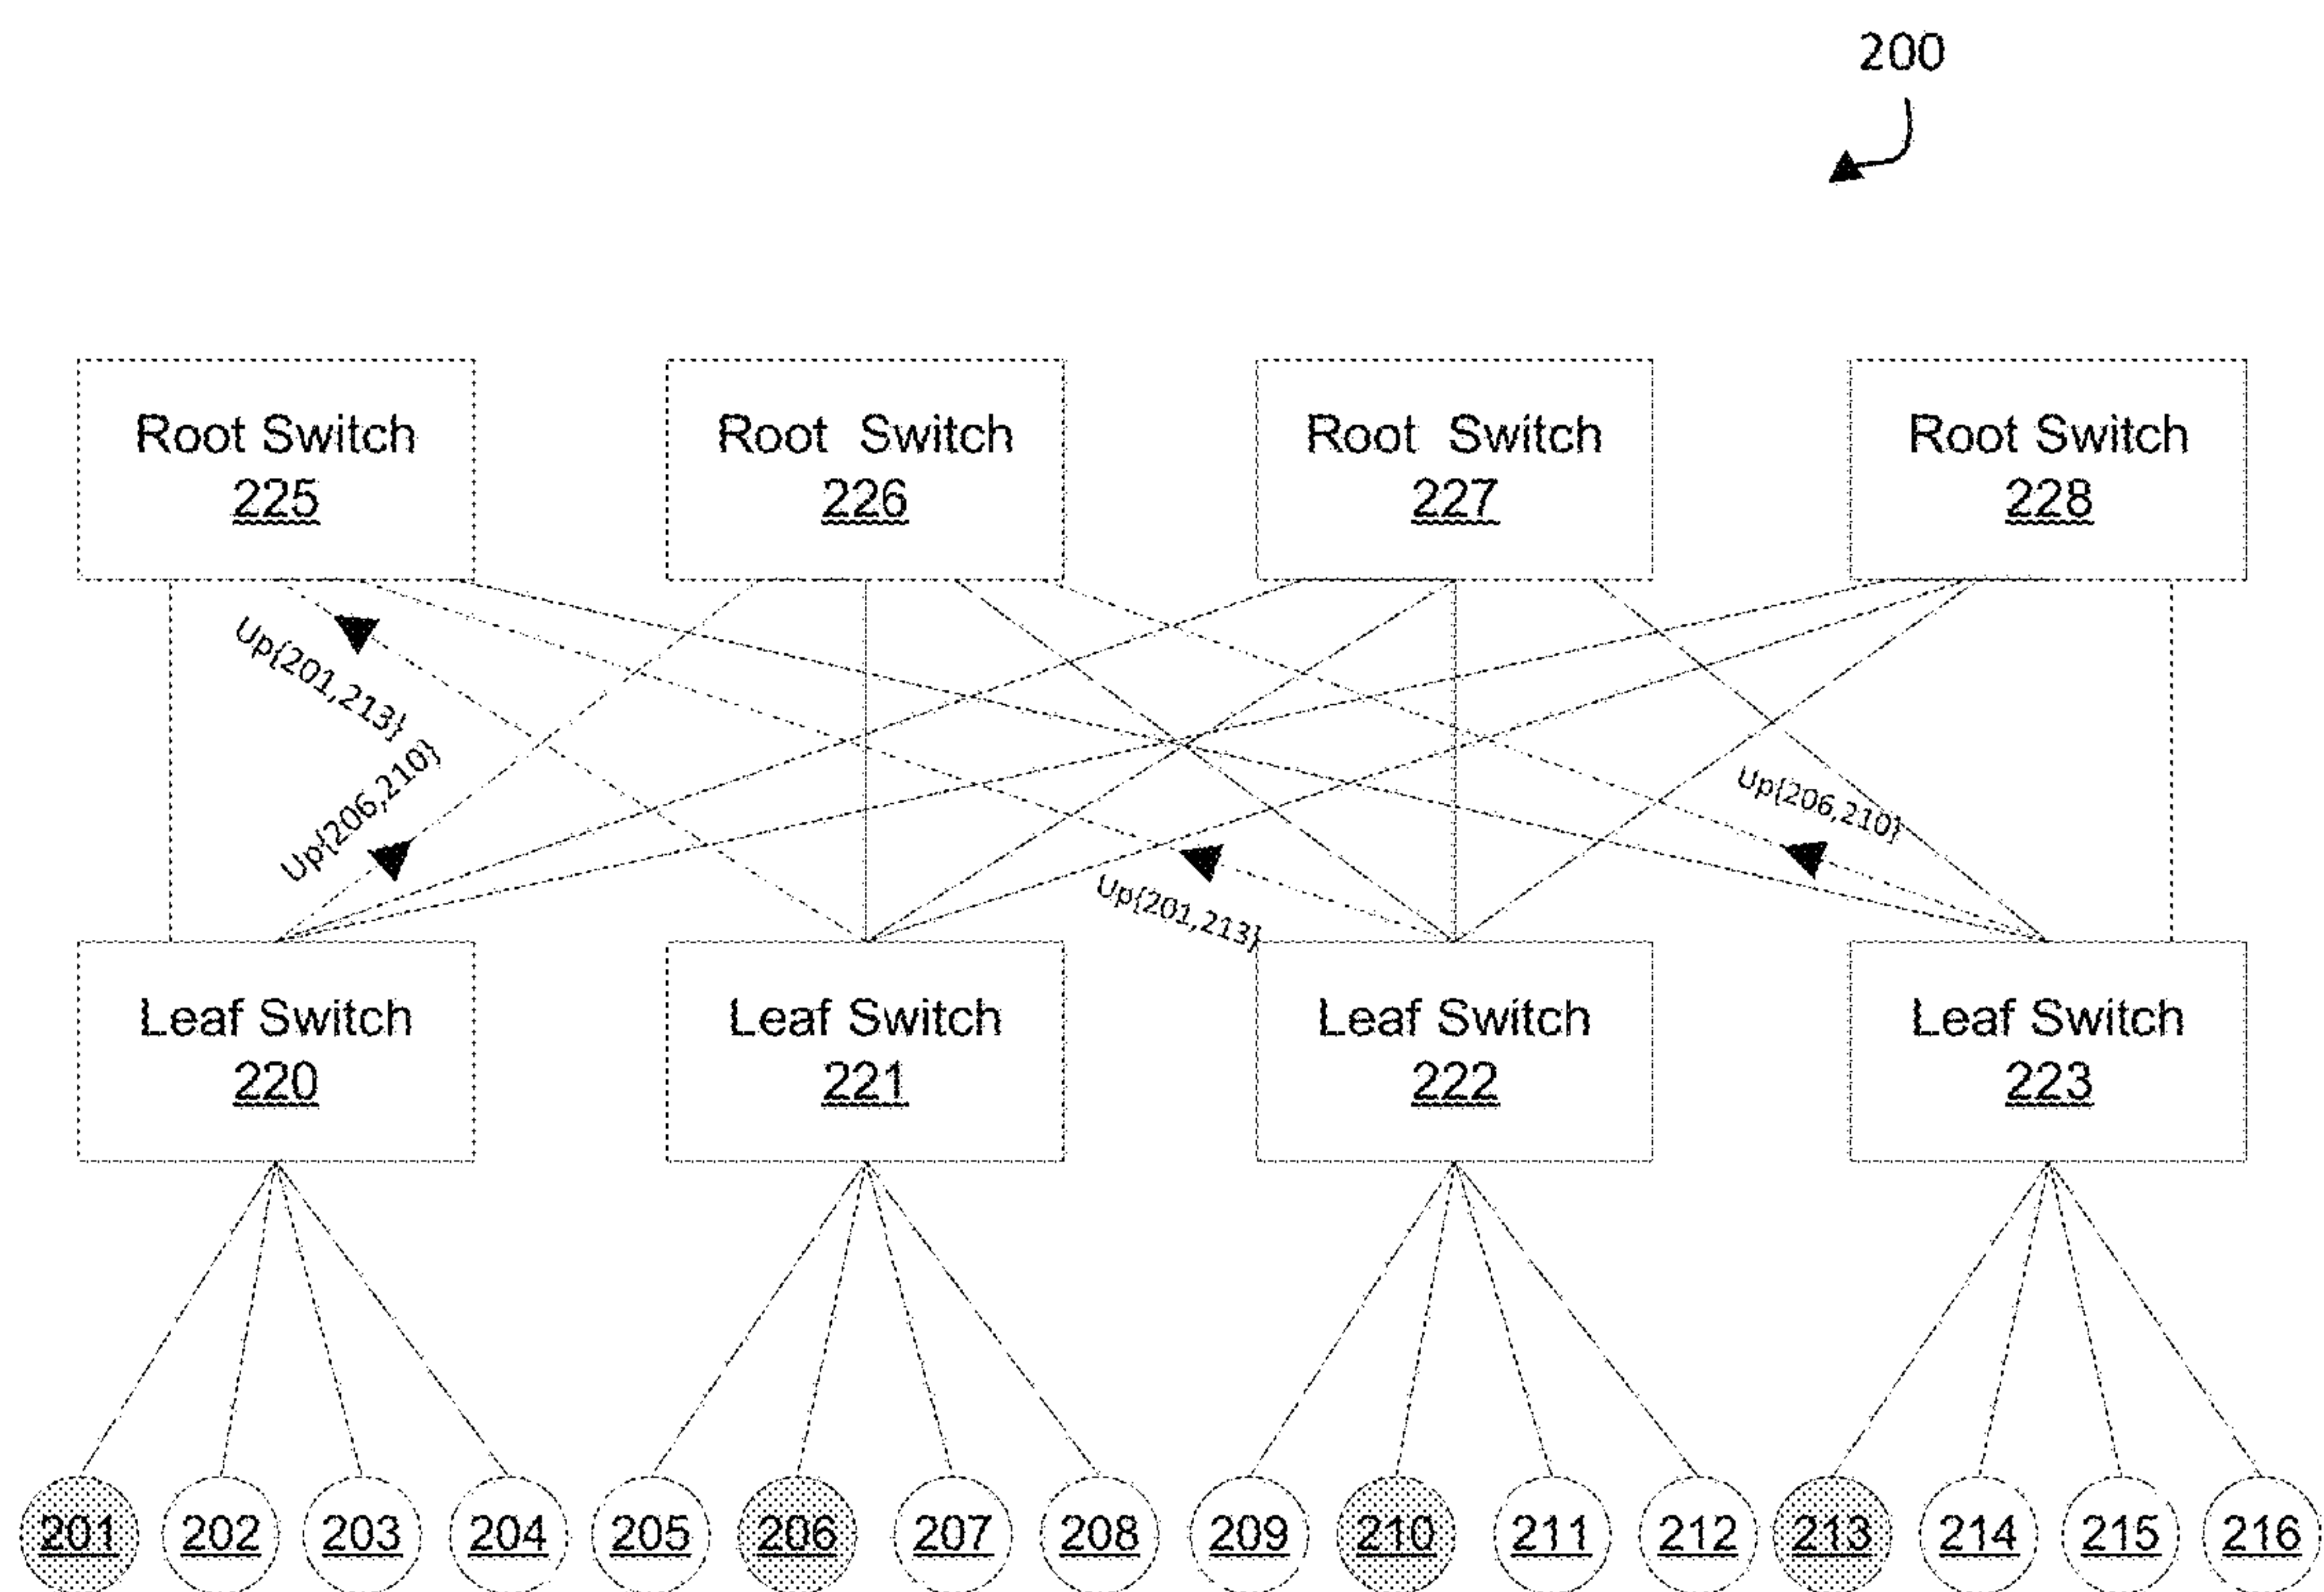 200
Root Switch
225
Root Switch
226
Root Switch
227
Root Switch
228
Up{201,213}
Up{206,210}
Up{201,213}
Up{206,210}
Leaf Switch
220
Leaf Switch
221
Leaf Switch
222
Leaf Switch
223
201 202 203 204 205 206 207 208 209 210 211 212 213 214 215 216